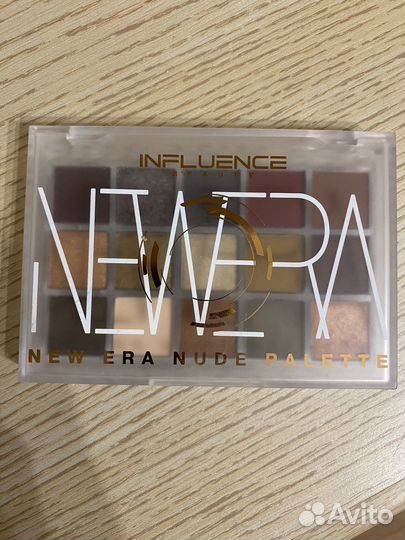 INFLUENCE
BEAUTY
NEW ERA
NEW ERA NUDE PALETTE
Avito